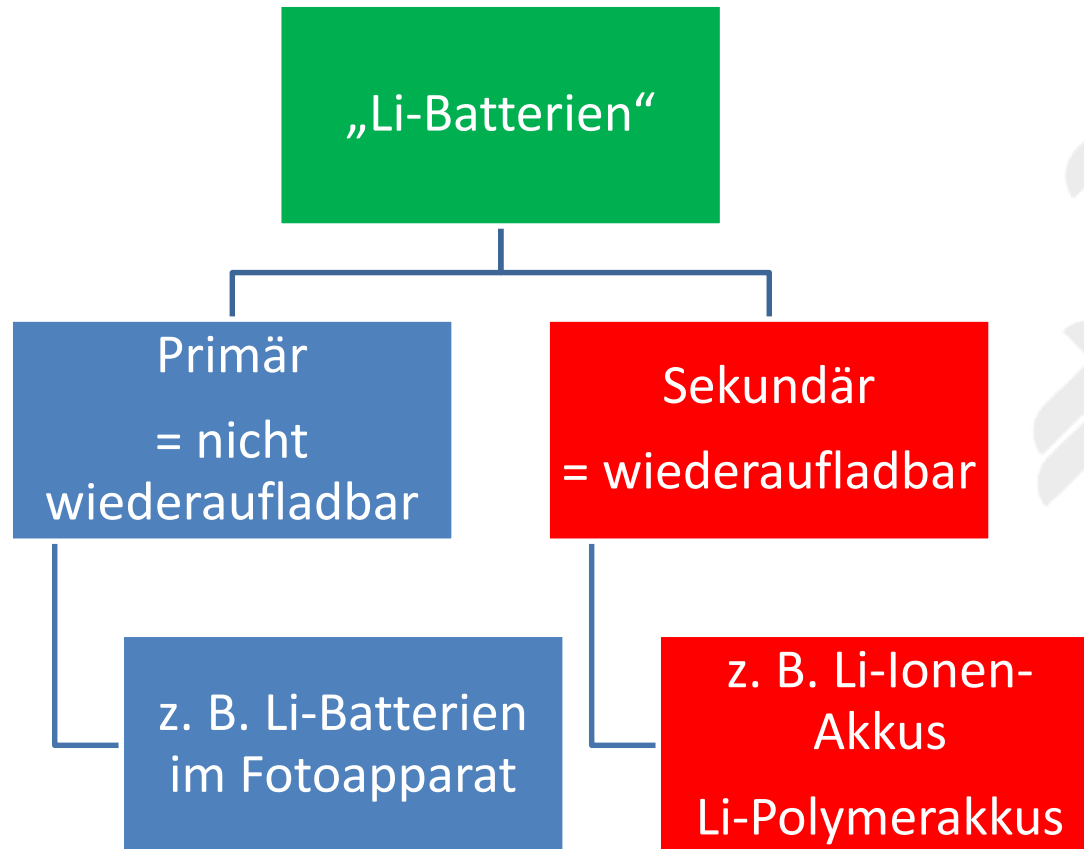 „Li-Batterien“
Primär
= nicht
wiederaufladbar
Sekundär
= wiederaufladbar
z. B. Li-Batterien
im Fotoapparat
z. B. Li-Ionen-
Akkus
Li-Polymerakkus